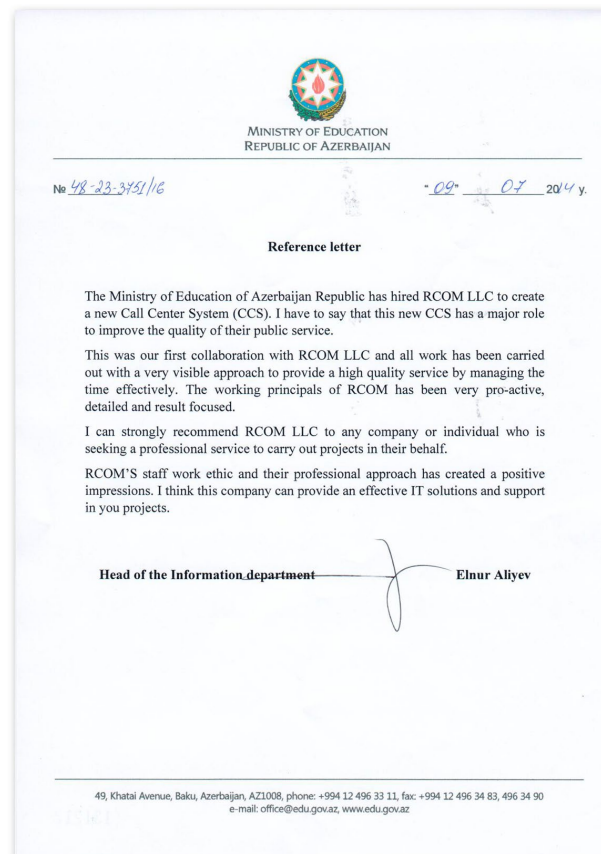 MINISTRY OF EDUCATION
REPUBLIC OF AZERBAIJAN
№ 48-23-3751/16 "09" 07 2014 y.
Reference letter
The Ministry of Education of Azerbaijan Republic has hired RCOM LLC to create
a new Call Center System (CCS). I have to say that this new CCS has a major role
to improve the quality of their public service.
This was our first collaboration with RCOM LLC and all work has been carried
out with a very visible approach to provide a high quality service by managing the
time effectively. The working principals of RCOM has been very pro-active,
detailed and result focused.
I can strongly recommend RCOM LLC to any company or individual who is
seeking a professional service to carry out projects in their behalf.
RCOM'S staff work ethic and their professional approach has created a positive
impressions. I think this company can provide an effective IT solutions and support
in you projects.
Head of the Information department Elnur Aliyev
49, Khatai Avenue, Baku, Azerbaijan, AZ1008, phone: +994 12 496 33 11, fax: +994 12 496 34 83, 496 34 90
e-mail: office@edu.gov.az, www.edu.gov.az